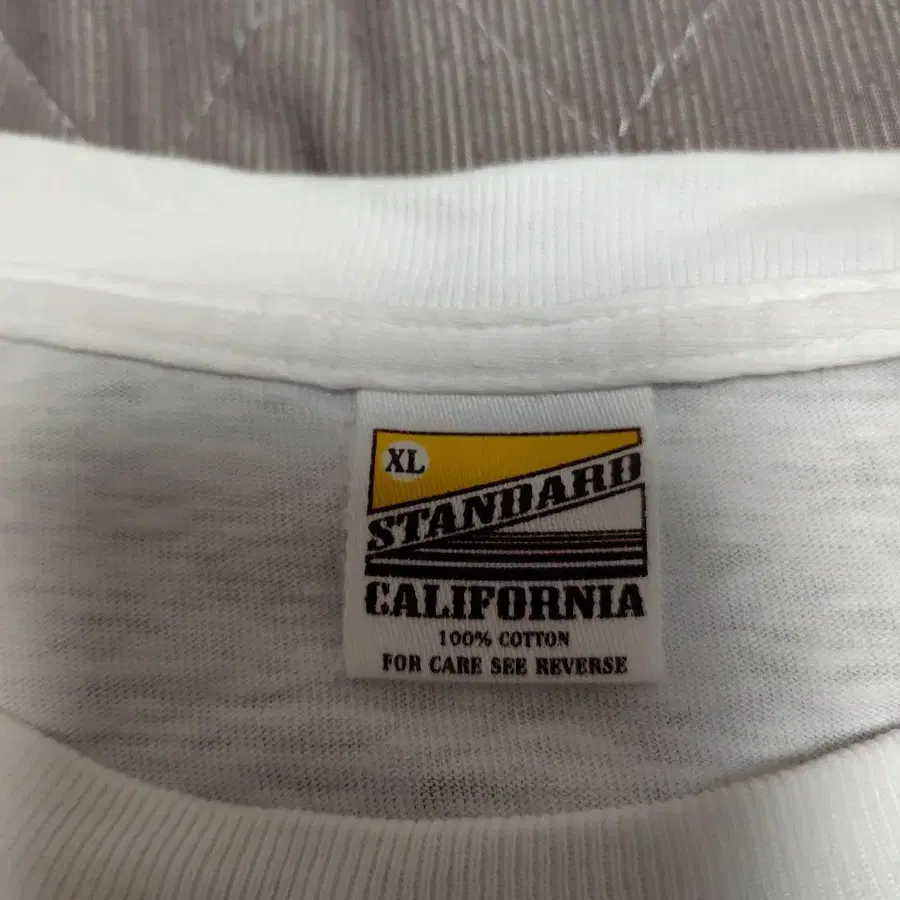 XL
STANDARD
CALIFORNIA
100% COTTON
FOR CARE SEE REVERSE